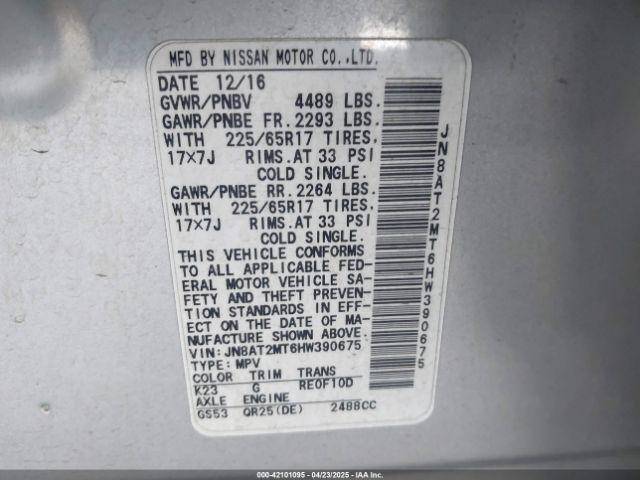 MFD BY NISSAN MOTOR CO.,LTD.
DATE 12/16
GVWR/PNBV 4489 LBS.
GAWR/PNBE FR. 2293 LBS.
WITH 225/65R17 TIRES,
17X7J RIMS.AT 33 PSI
COLD SINGLE.
GAWR/PNBE RR. 2264 LBS.
WITH 225/65R17 TIRES,
17X7J RIMS.AT 33 PSI
COLD SINGLE.
THIS VEHICLE CONFORMS
TO ALL APPLICABLE FED-
ERAL MOTOR VEHICLE SA-
FETY AND THEFT PREVEN-
TION STANDARDS IN EFF-
ECT ON THE DATE OF MA-
NUFACTURE SHOWN ABOVE.
VIN: JN8AT2MT6HW390675
TYPE: MPV
COLOR TRIM TRANS
K23 G RE0F10D
AXLE ENGINE
GS53 QR25(DE) 2488CC
JN8AT2MT6HW390675
000-42101095 - 04/23/2025 - IAAI.COM